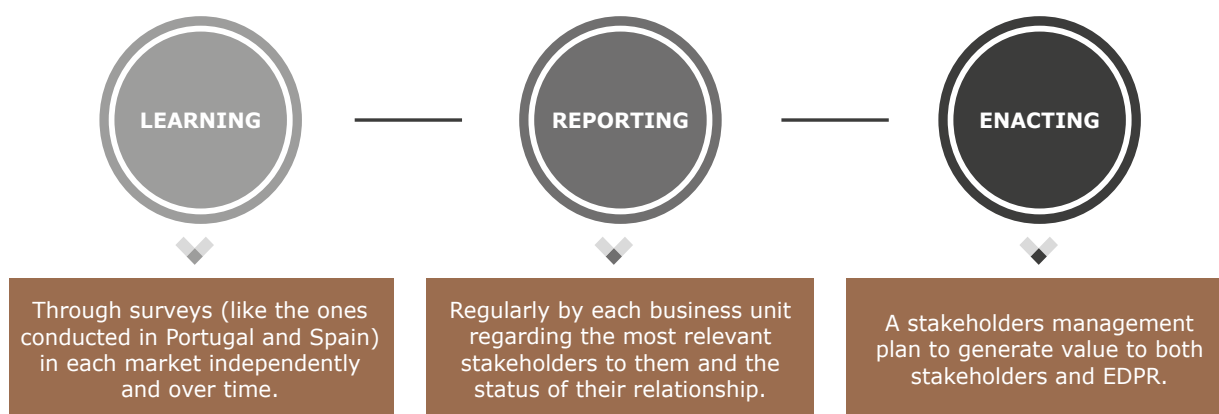 LEARNING
REPORTING
ENACTING
Through surveys (like the ones
conducted in Portugal and Spain)
in each market independently
and over time.
Regularly by each business unit
regarding the most relevant
stakeholders to them and the
status of their relationship.
A stakeholders management
plan to generate value to both
stakeholders and EDPR.